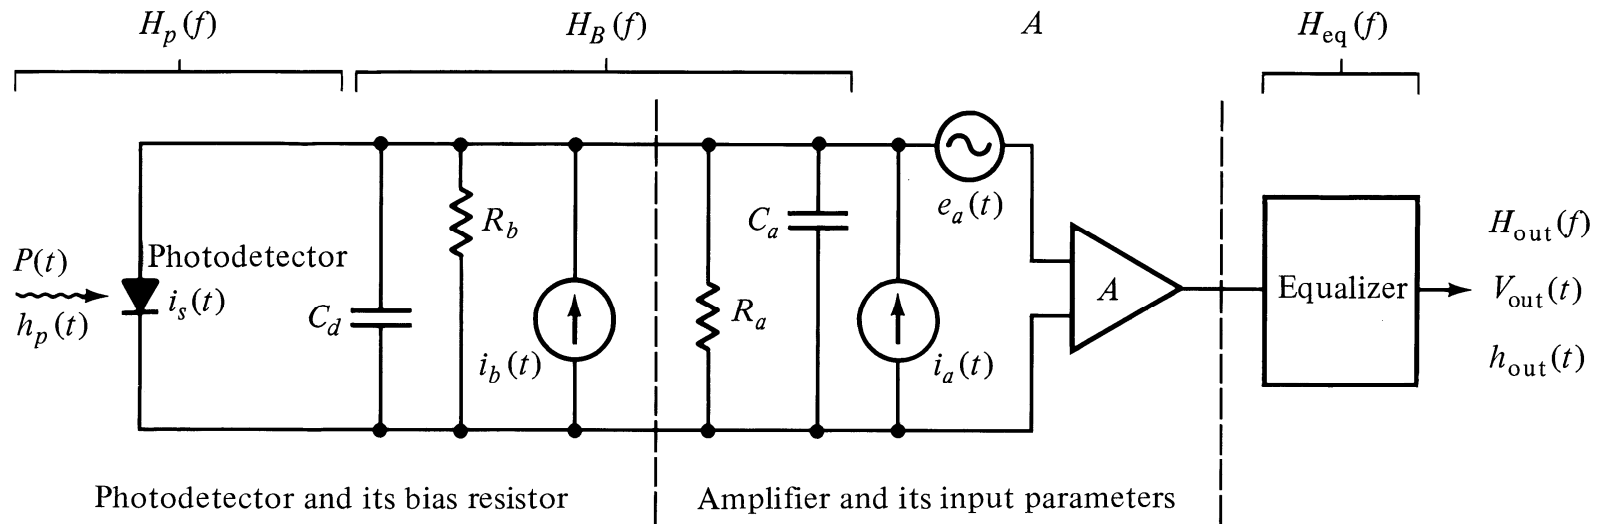 H_p(f)
H_B(f)
A
H_eq(f)
P(t)
h_p(t)
Photodetector
i_s(t)
C_d
R_b
i_b(t)
R_a
C_a
i_a(t)
e_a(t)
A
Equalizer
H_out(f)
V_out(t)
h_out(t)
Photodetector and its bias resistor
Amplifier and its input parameters